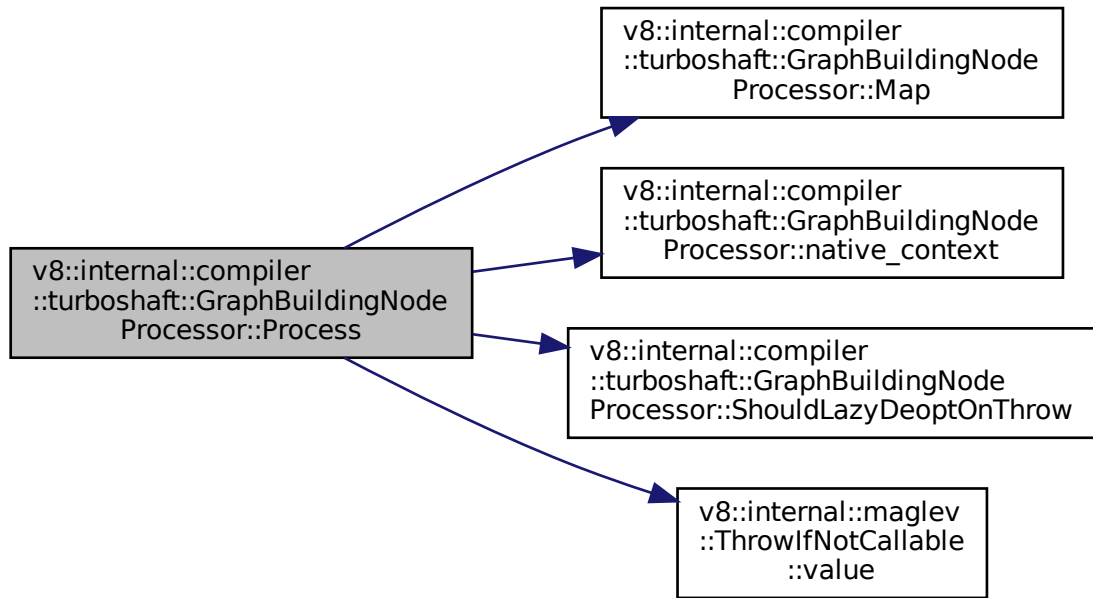 v8::internal::compiler
::turboshaft::GraphBuildingNode
Processor::Process
v8::internal::compiler
::turboshaft::GraphBuildingNode
Processor::Map
v8::internal::compiler
::turboshaft::GraphBuildingNode
Processor::native_context
v8::internal::compiler
::turboshaft::GraphBuildingNode
Processor::ShouldLazyDeoptOnThrow
v8::internal::maglev
::ThrowIfNotCallable
::value